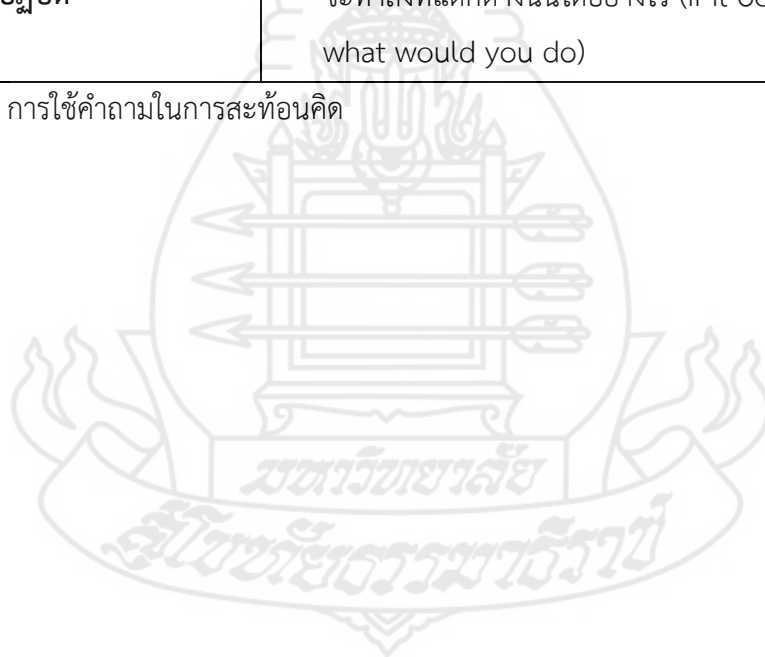 what would you do)
การใช้คำถามในการสะท้อนคิด
มหาวิทยาลัย
สุโขทัยธรรมาธิราช